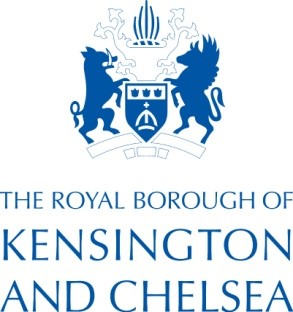 THE ROYAL BOROUGH OF
KENSINGTON
AND CHELSEA